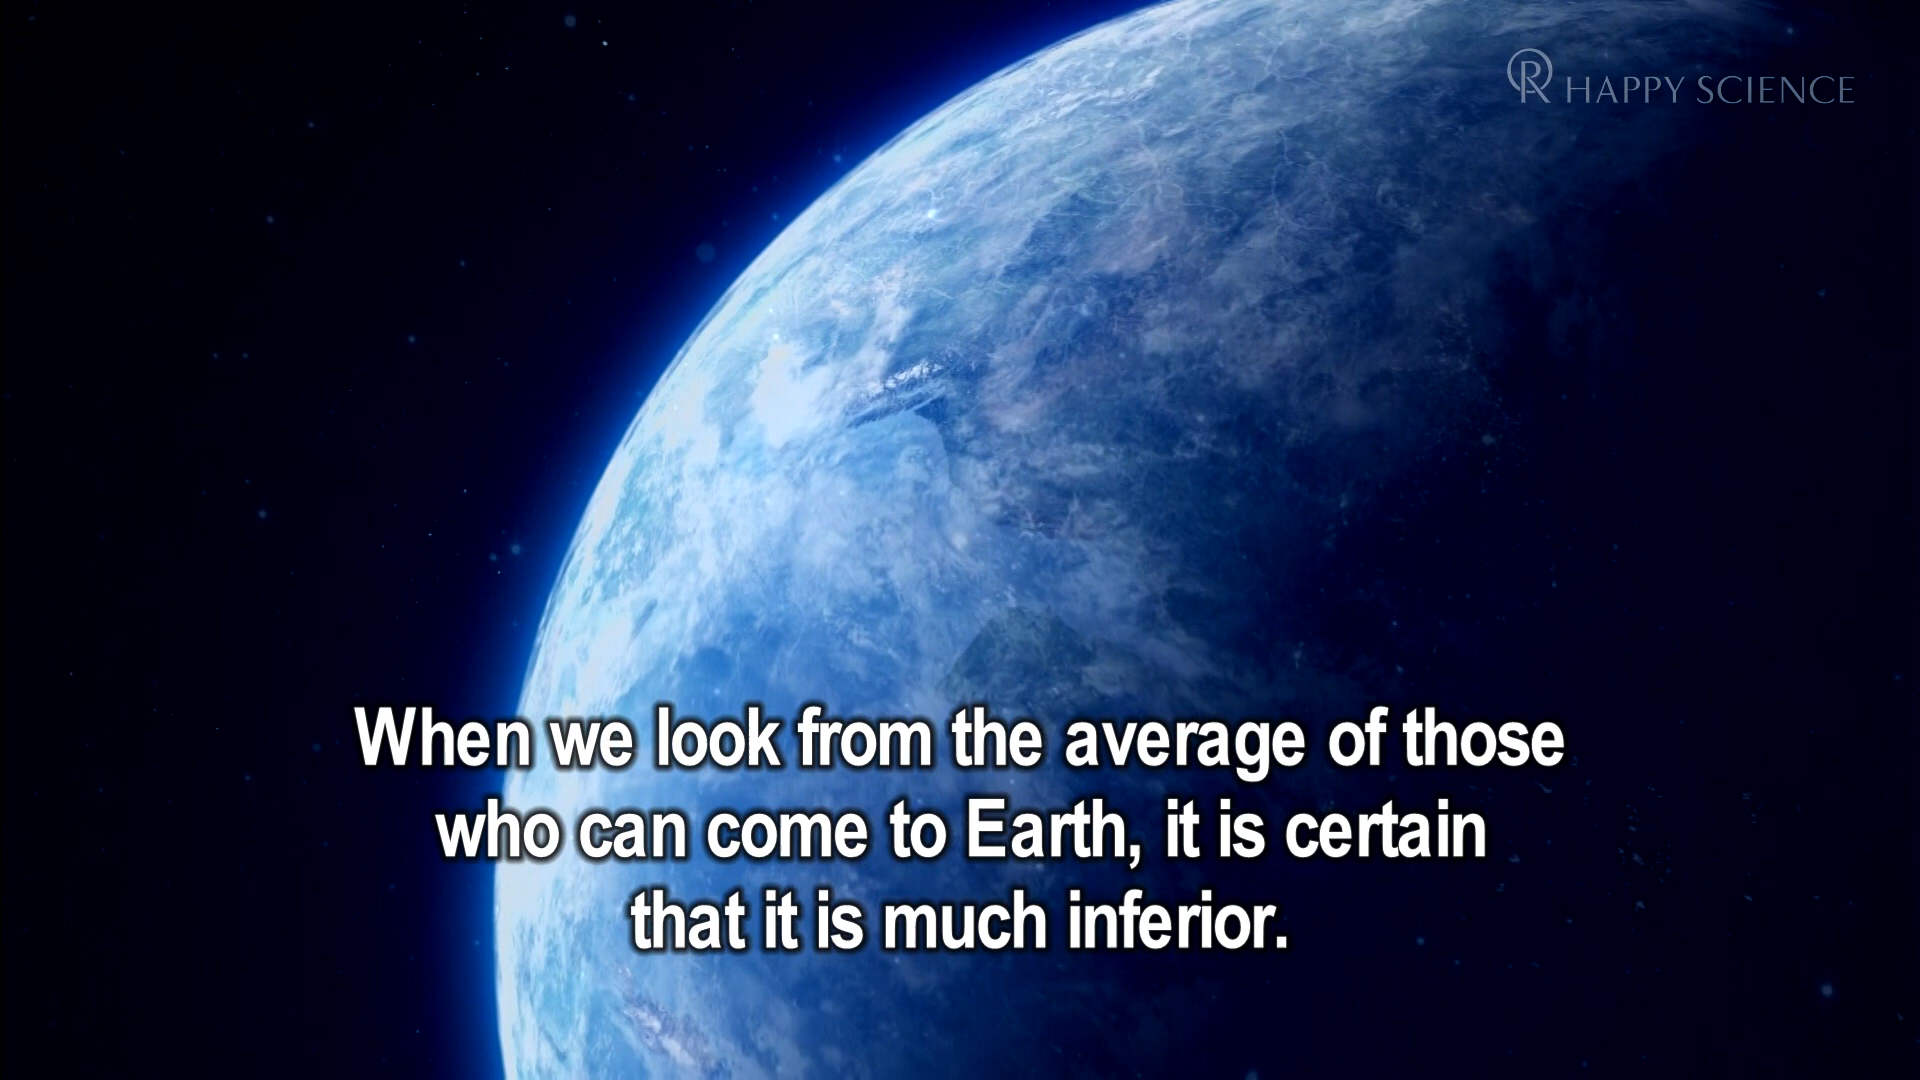 HAPPY SCIENCE
When we look from the average of those
who can come to Earth, it is certain
that it is much inferior.